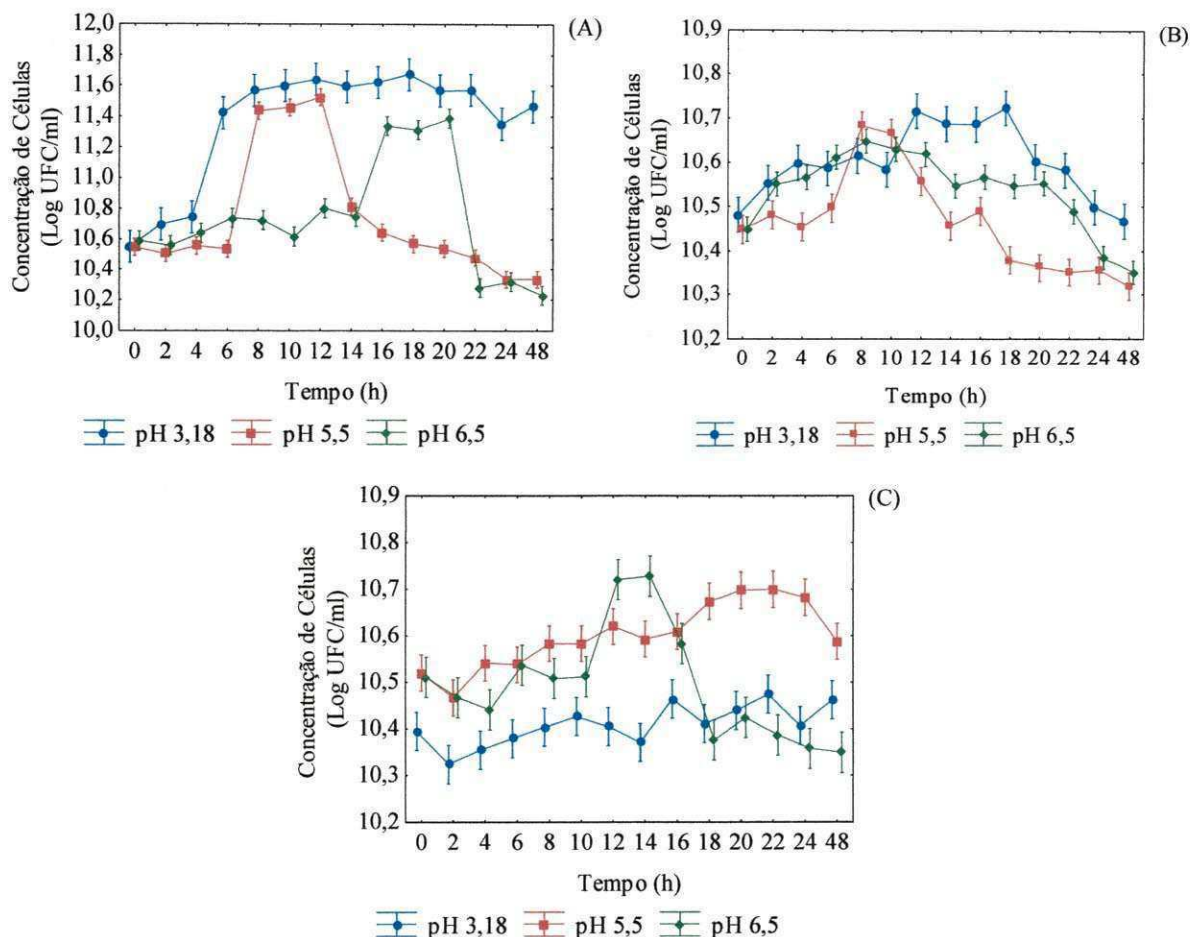 (A)
Concentração de Células
(Log UFC/ml)
12,0
11,8
11,6
11,4
11,2
11,0
10,8
10,6
10,4
10,2
10,0
0 2 4 6 8 10 12 14 16 18 20 22 24 48
Tempo (h)
pH 3,18 pH 5,5 pH 6,5
(B)
Concentração de Células
(Log UFC/ml)
10,9
10,8
10,7
10,6
10,5
10,4
10,3
10,2
0 2 4 6 8 10 12 14 16 18 20 22 24 48
Tempo (h)
pH 3,18 pH 5,5 pH 6,5
(C)
Concentração de Células
(Log UFC/ml)
10,9
10,8
10,7
10,6
10,5
10,4
10,3
10,2
0 2 4 6 8 10 12 14 16 18 20 22 24 48
Tempo (h)
pH 3,18 pH 5,5 pH 6,5